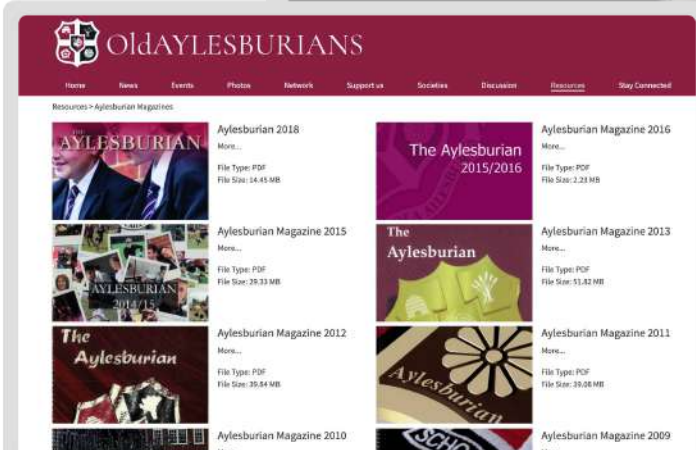 OldAYLESBURIANS
Home News Events Photos Network Support us Societies Discussion Resources Stay Connected
Resources > Aylesburian Magazines
THE
AYLESBURIAN
Aylesburian 2018
More...
File Type: PDF
File Size: 14.45 MB
The Aylesburian
2015/2016
Aylesburian Magazine 2016
More...
File Type: PDF
File Size: 2.23 MB
AYLESBURIAN
2014/15
Aylesburian Magazine 2015
More...
File Type: PDF
File Size: 29.33 MB
The
Aylesburian
Aylesburian Magazine 2013
More...
File Type: PDF
File Size: 51.82 MB
The
Aylesburian
Aylesburian Magazine 2012
More...
File Type: PDF
File Size: 39.84 MB
Aylesburian
Aylesburian Magazine 2011
More...
File Type: PDF
File Size: 39.08 MB
Aylesburian Magazine 2010
SCHO
Aylesburian Magazine 2009